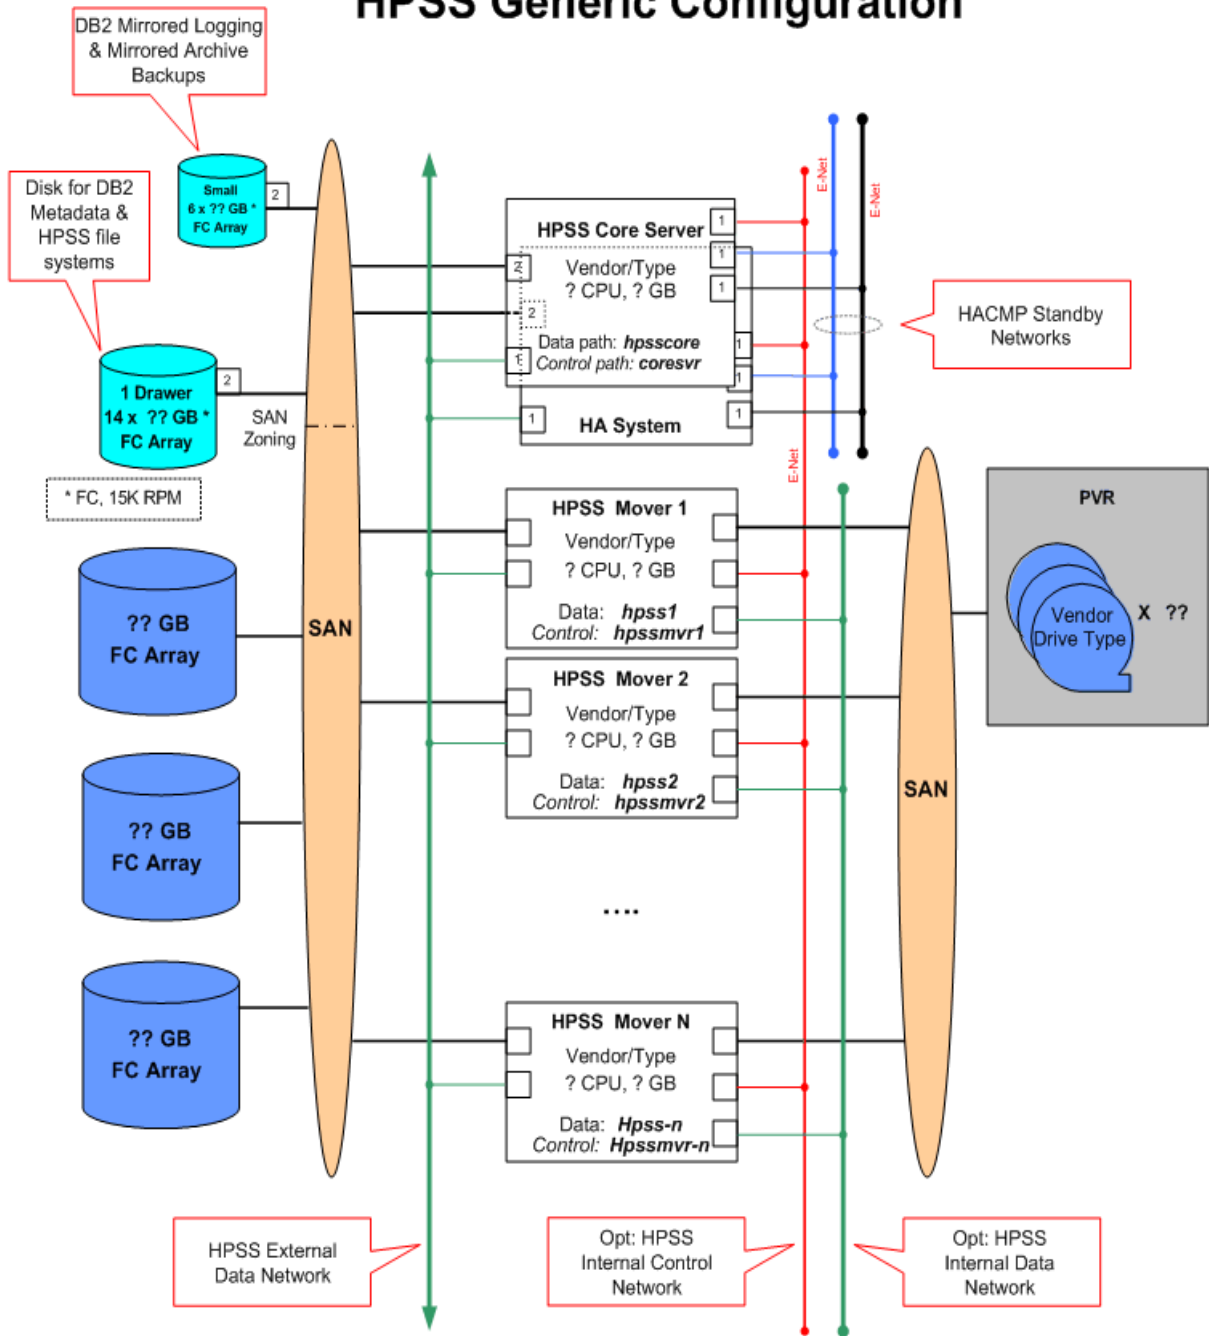 HPSS Generic Configuration
DB2 Mirrored Logging
& Mirrored Archive
Backups
Small
6 x ?? GB *
FC Array
2
Disk for DB2
Metadata &
HPSS file
systems
1 Drawer
14 x ?? GB *
FC Array
2
SAN
Zoning
* FC, 15K RPM
?? GB
FC Array
?? GB
FC Array
?? GB
FC Array
SAN
HPSS Core Server
Vendor/Type
? CPU, ? GB
Data path: hpsscore
Control path: coresvr
2
2
1
1
1
1
1
1
HA System
1
1
E-Net
E-Net
E-Net
HACMP Standby
Networks
HPSS Mover 1
Vendor/Type
? CPU, ? GB
Data: hpss1
Control: hpssmvr1
HPSS Mover 2
Vendor/Type
? CPU, ? GB
Data: hpss2
Control: hpssmvr2
....
HPSS Mover N
Vendor/Type
? CPU, ? GB
Data: Hpss-n
Control: Hpssmvr-n
SAN
PVR
Vendor
Drive Type
X ??
HPSS External
Data Network
Opt: HPSS
Internal Control
Network
Opt: HPSS
Internal Data
Network